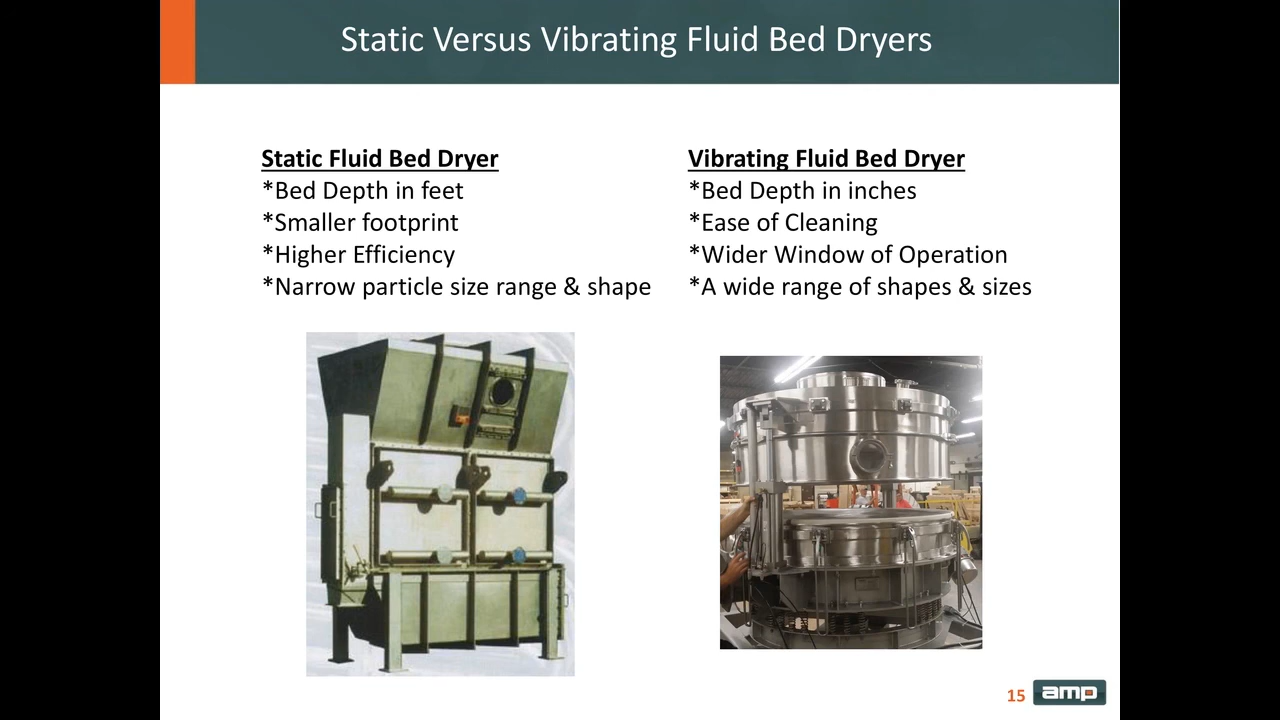 Static Versus Vibrating Fluid Bed Dryers
Static Fluid Bed Dryer
*Bed Depth in feet
*Smaller footprint
*Higher Efficiency
*Narrow particle size range & shape
Vibrating Fluid Bed Dryer
*Bed Depth in inches
*Ease of Cleaning
*Wider Window of Operation
*A wide range of shapes & sizes
15
amp